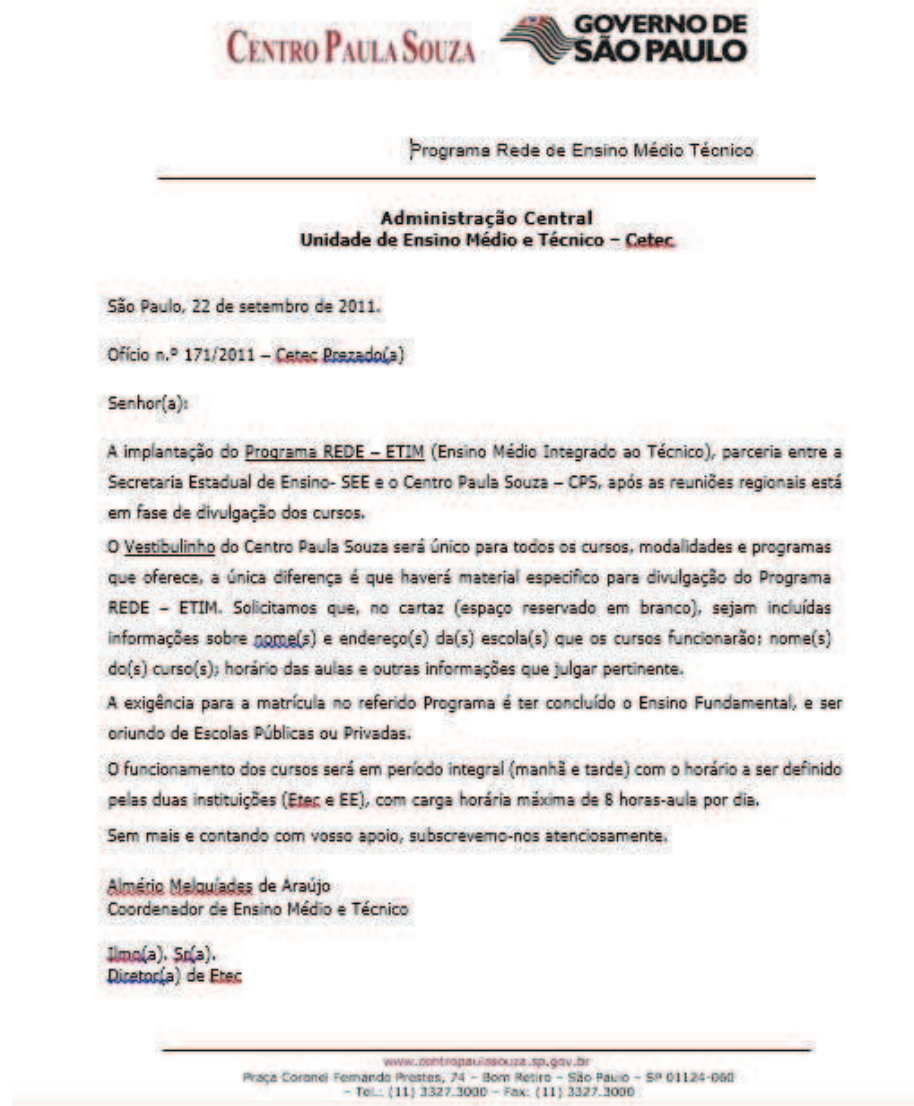 CENTRO PAULA SOUZA
GOVERNO DE
SÃO PAULO
Programa Rede de Ensino Médio Técnico
Administração Central
Unidade de Ensino Médio e Técnico – Cetec
São Paulo, 22 de setembro de 2011.
Ofício n.º 171/2011 – Cetec Prezado(a)
Senhor(a):
A implantação do Programa REDE – ETIM (Ensino Médio Integrado ao Técnico), parceria entre a
Secretaria Estadual de Ensino- SEE e o Centro Paula Souza – CPS, após as reuniões regionais está
em fase de divulgação dos cursos.
O Vestibulinho do Centro Paula Souza será único para todos os cursos, modalidades e programas
que oferece, a única diferença é que haverá material especifico para divulgação do Programa
REDE – ETIM. Solicitamos que, no cartaz (espaço reservado em branco), sejam incluídas
informações sobre nome(s) e endereço(s) da(s) escola(s) que os cursos funcionarão; nome(s)
do(s) curso(s); horário das aulas e outras informações que julgar pertinente.
A exigência para a matrícula no referido Programa é ter concluído o Ensino Fundamental, e ser
oriundo de Escolas Públicas ou Privadas.
O funcionamento dos cursos será em período integral (manhã e tarde) com o horário a ser definido
pelas duas instituições (Etec e EE), com carga horária máxima de 8 horas-aula por dia.
Sem mais e contando com vosso apoio, subscrevemo-nos atenciosamente.
Almério Melquíades de Araújo
Coordenador de Ensino Médio e Técnico
Ilmo(a). Sr(a).
Diretor(a) de Etec
www.centropaulasouza.sp.gov.br
Praça Coronel Fernando Prestes, 74 – Bom Retiro – São Paulo – SP 01124-060
– Tel.: (11) 3327.3000 – Fax: (11) 3327.3000